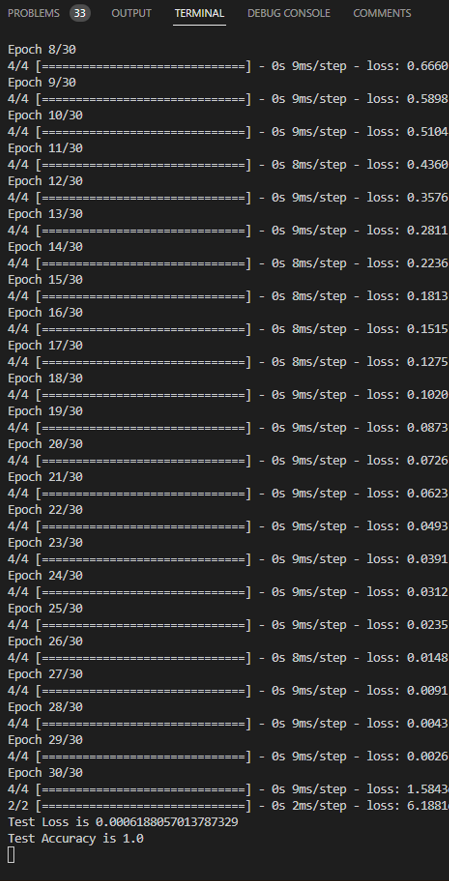 PROBLEMS 33 OUTPUT TERMINAL DEBUG CONSOLE COMMENTS
Epoch 8/30
4/4 [==============================] - 0s 9ms/step - loss: 0.6660
Epoch 9/30
4/4 [==============================] - 0s 9ms/step - loss: 0.5898
Epoch 10/30
4/4 [==============================] - 0s 9ms/step - loss: 0.5104
Epoch 11/30
4/4 [==============================] - 0s 8ms/step - loss: 0.4360
Epoch 12/30
4/4 [==============================] - 0s 9ms/step - loss: 0.3576
Epoch 13/30
4/4 [==============================] - 0s 9ms/step - loss: 0.2811
Epoch 14/30
4/4 [==============================] - 0s 8ms/step - loss: 0.2236
Epoch 15/30
4/4 [==============================] - 0s 8ms/step - loss: 0.1813
Epoch 16/30
4/4 [==============================] - 0s 8ms/step - loss: 0.1515
Epoch 17/30
4/4 [==============================] - 0s 8ms/step - loss: 0.1275
Epoch 18/30
4/4 [==============================] - 0s 9ms/step - loss: 0.1020
Epoch 19/30
4/4 [==============================] - 0s 9ms/step - loss: 0.0873
Epoch 20/30
4/4 [==============================] - 0s 9ms/step - loss: 0.0726
Epoch 21/30
4/4 [==============================] - 0s 9ms/step - loss: 0.0623
Epoch 22/30
4/4 [==============================] - 0s 9ms/step - loss: 0.0493
Epoch 23/30
4/4 [==============================] - 0s 9ms/step - loss: 0.0391
Epoch 24/30
4/4 [==============================] - 0s 9ms/step - loss: 0.0312
Epoch 25/30
4/4 [==============================] - 0s 9ms/step - loss: 0.0235
Epoch 26/30
4/4 [==============================] - 0s 8ms/step - loss: 0.0148
Epoch 27/30
4/4 [==============================] - 0s 9ms/step - loss: 0.0091
Epoch 28/30
4/4 [==============================] - 0s 9ms/step - loss: 0.0043
Epoch 29/30
4/4 [==============================] - 0s 9ms/step - loss: 0.0026
Epoch 30/30
4/4 [==============================] - 0s 9ms/step - loss: 1.5843
2/2 [==============================] - 0s 2ms/step - loss: 6.1881
Test Loss is 0.0006188057013787329
Test Accuracy is 1.0